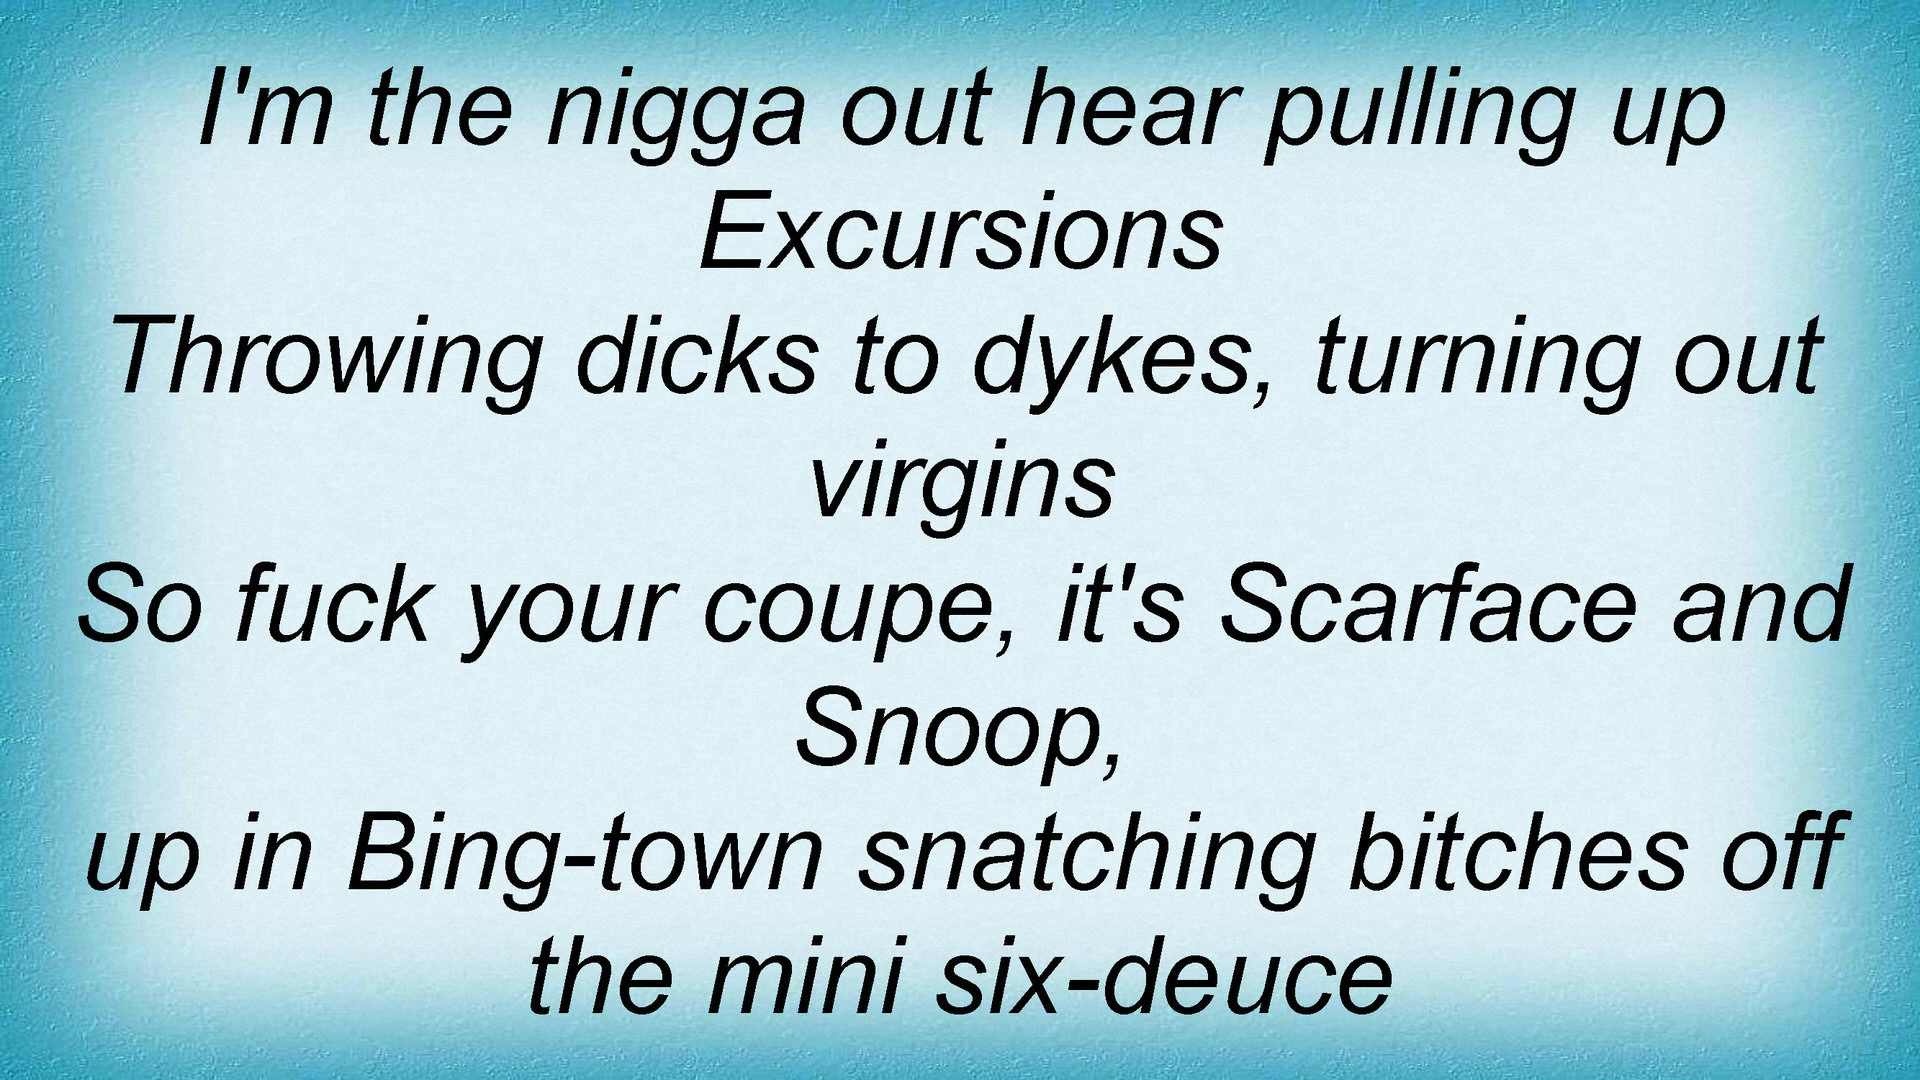 I'm the nigga out hear pulling up
Excursions
Throwing dicks to dykes, turning out
virgins
So fuck your coupe, it's Scarface and
Snoop,
up in Bing-town snatching bitches off
the mini six-deuce